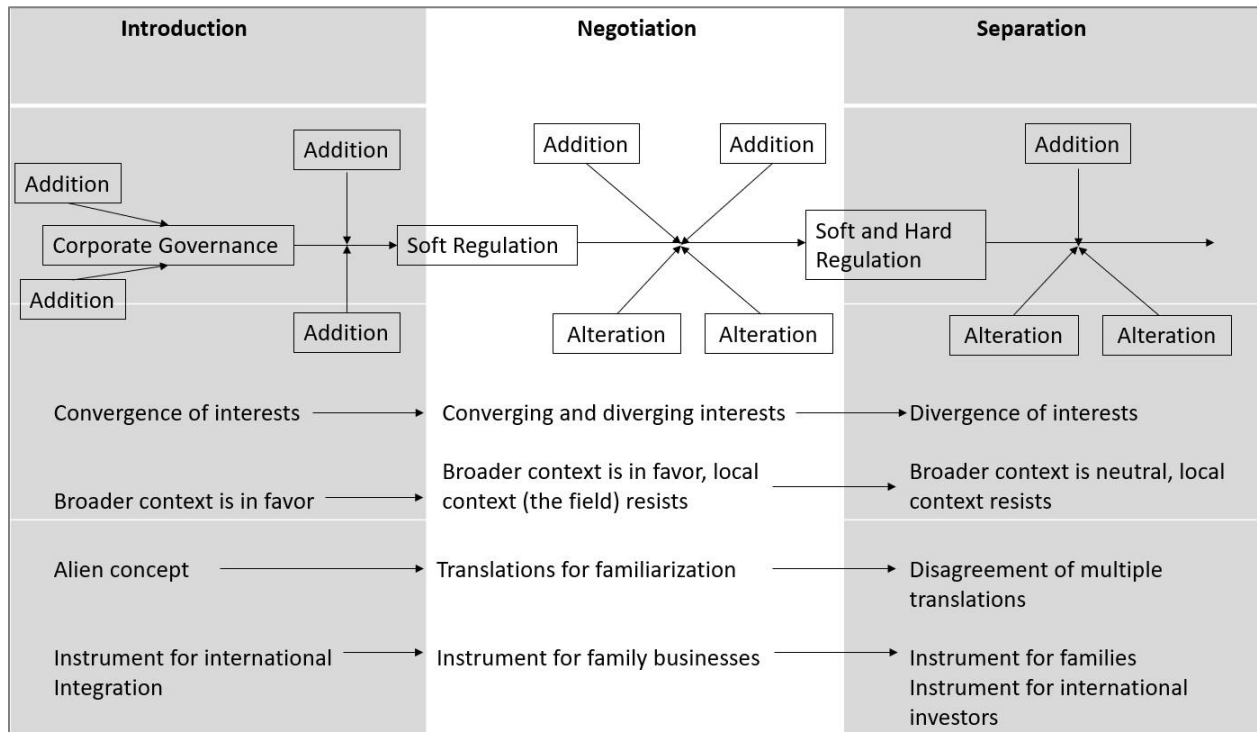 Introduction
Negotiation
Separation
Addition
Addition
Addition
Addition
Addition
Corporate Governance
Soft Regulation
Soft and Hard
Regulation
Addition
Addition
Alteration
Alteration
Alteration
Alteration
Convergence of interests
Converging and diverging interests
Divergence of interests
Broader context is in favor
Broader context is in favor, local
context (the field) resists
Broader context is neutral, local
context resists
Alien concept
Translations for familiarization
Disagreement of multiple
translations
Instrument for international
Integration
Instrument for family businesses
Instrument for families
Instrument for international
investors